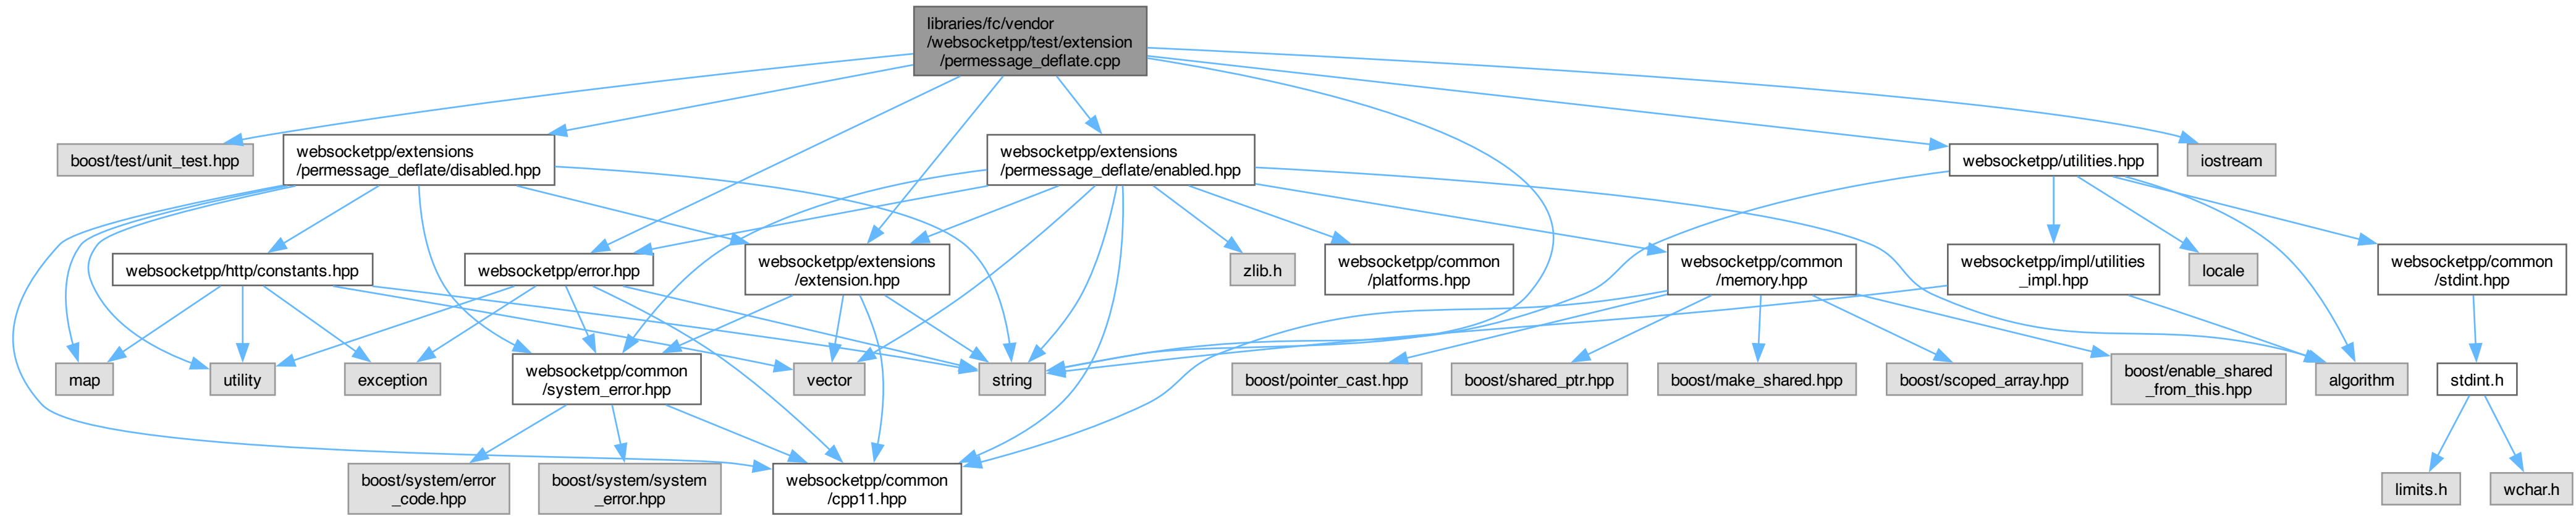 libraries/fc/vendor
/websocketpp/test/extension
/permessage_deflate.cpp
boost/test/unit_test.hpp
websocketpp/extensions
/permessage_deflate/disabled.hpp
websocketpp/extensions
/permessage_deflate/enabled.hpp
websocketpp/utilities.hpp
iostream
websocketpp/http/constants.hpp
websocketpp/error.hpp
websocketpp/extensions
/extension.hpp
zlib.h
websocketpp/common
/platforms.hpp
websocketpp/common
/memory.hpp
websocketpp/impl/utilities
_impl.hpp
locale
websocketpp/common
/stdint.hpp
map
utility
exception
websocketpp/common
/system_error.hpp
vector
string
boost/pointer_cast.hpp
boost/shared_ptr.hpp
boost/make_shared.hpp
boost/scoped_array.hpp
boost/enable_shared
_from_this.hpp
algorithm
stdint.h
boost/system/error
_code.hpp
boost/system/system
_error.hpp
websocketpp/common
/cpp11.hpp
limits.h
wchar.h